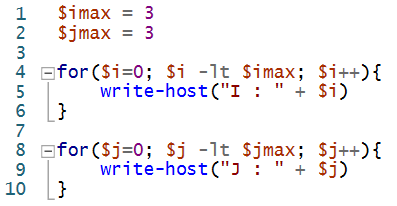 1 $imax = 3
2 $jmax = 3
3
4 for($i=0; $i -lt $imax; $i++){
5     write-host("I : " + $i)
6 }
7
8 for($j=0; $j -lt $jmax; $j++){
9     write-host("J : " + $j)
10 }